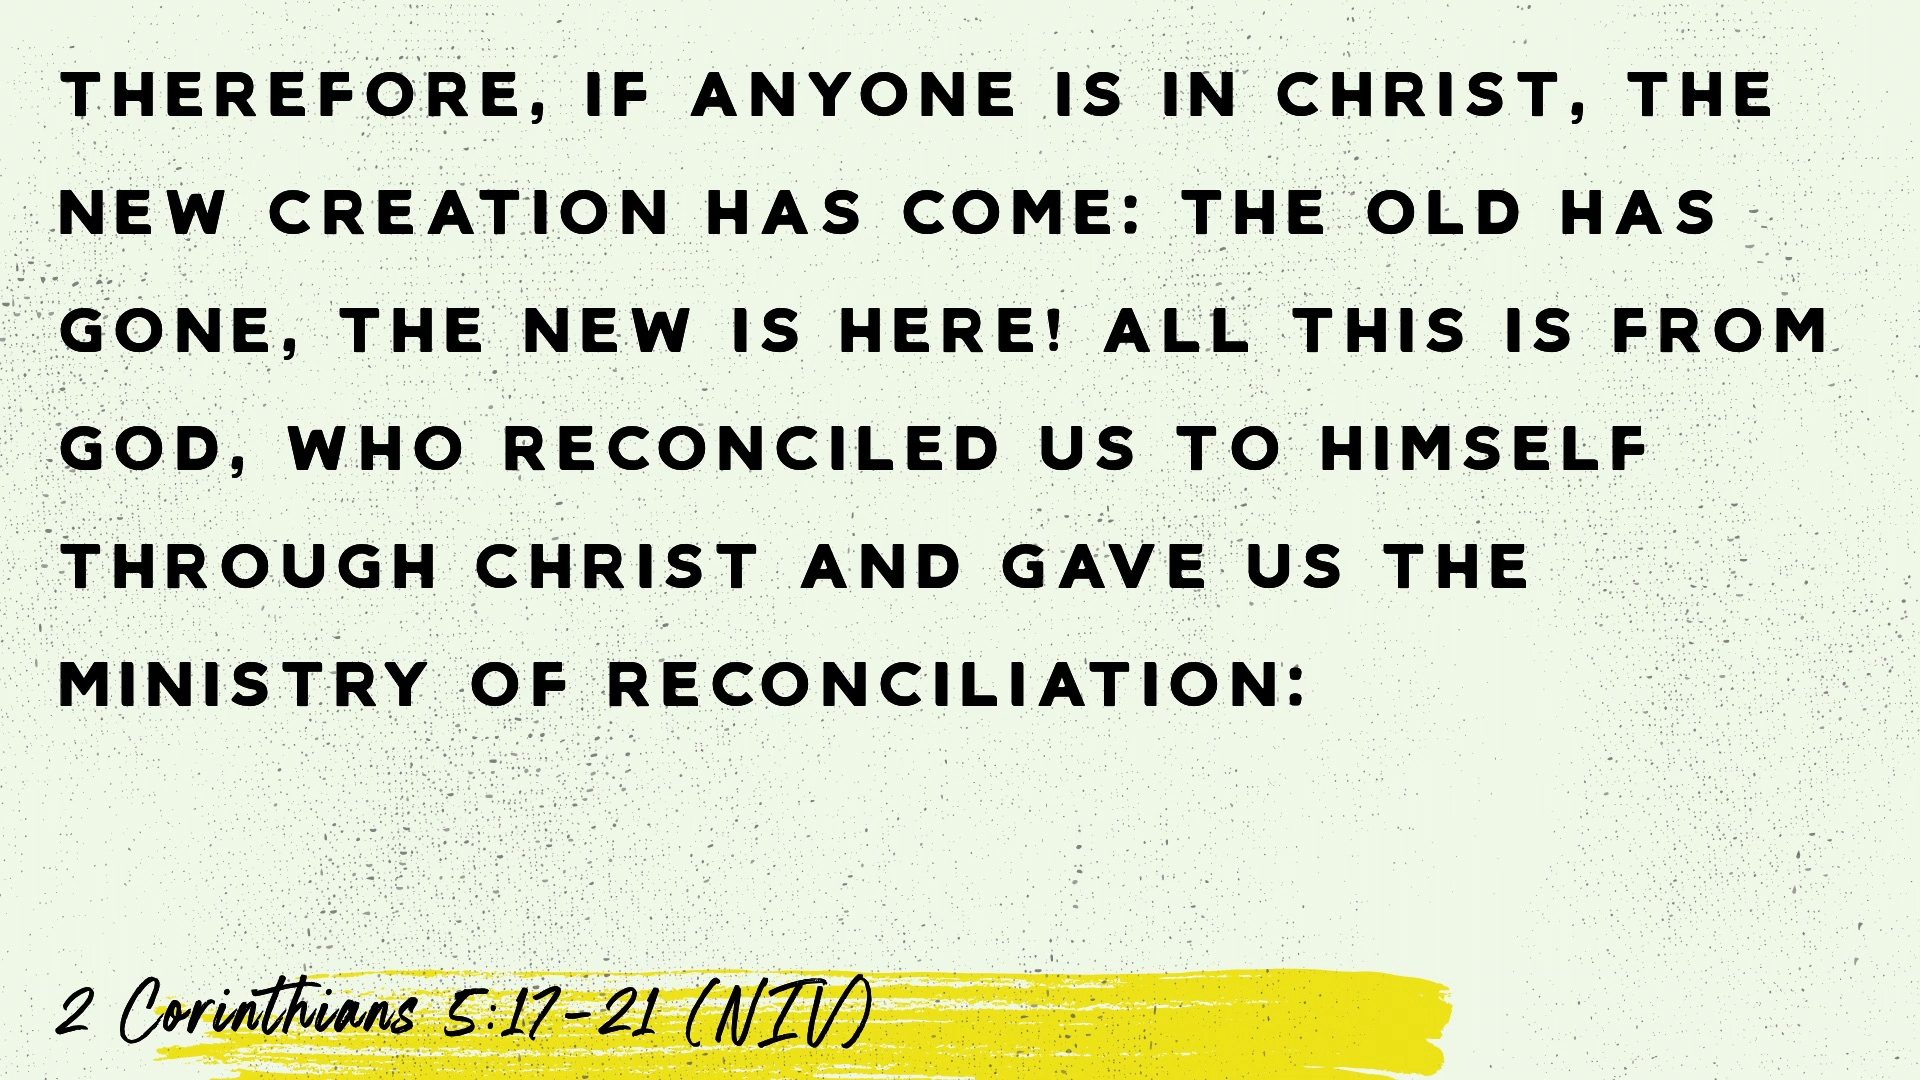 THEREFORE, IF ANYONE IS IN CHRIST, THE
NEW CREATION HAS COME: THE OLD HAS
GONE, THE NEW IS HERE! ALL THIS IS FROM
GOD, WHO RECONCILED US TO HIMSELF
THROUGH CHRIST AND GAVE US THE
MINISTRY OF RECONCILIATION:
2 Corinthians 5:17-21 (NIV)